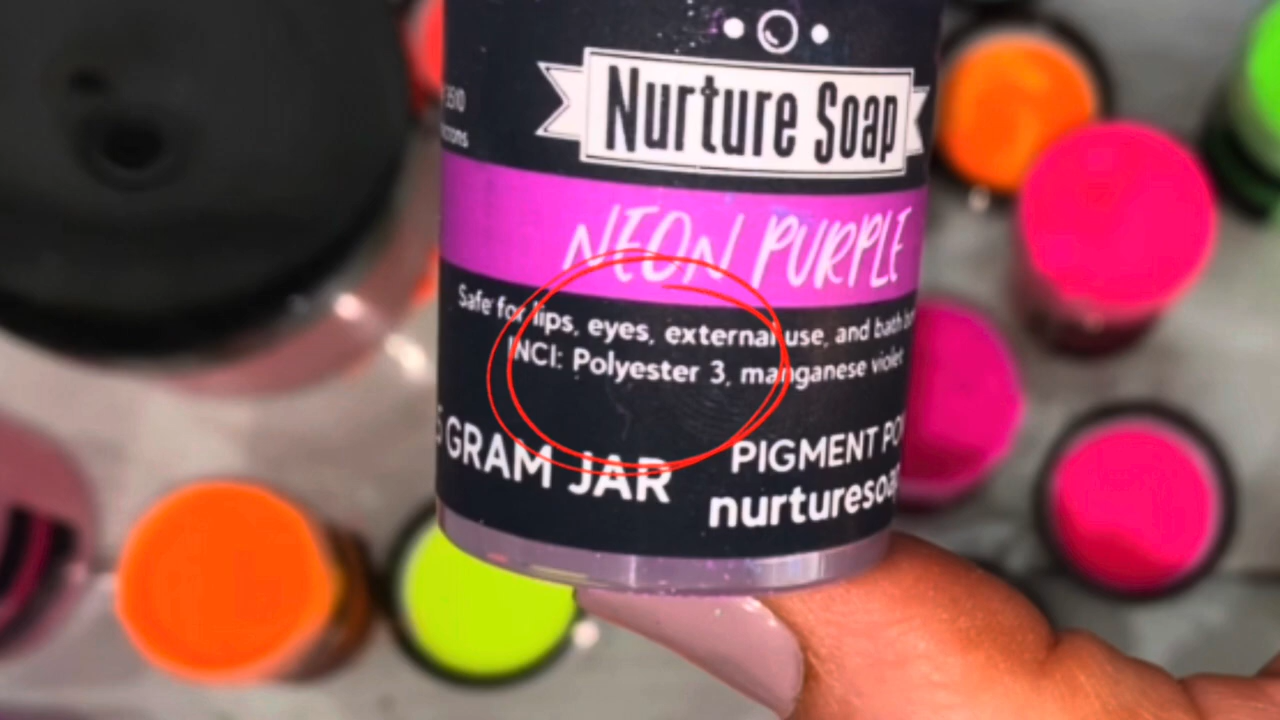 Nurture Soap
NEON PURPLE
Safe for lips, eyes, external use, and bath
INCI: Polyester 3, manganese violet
GRAM JAR
PIGMENT